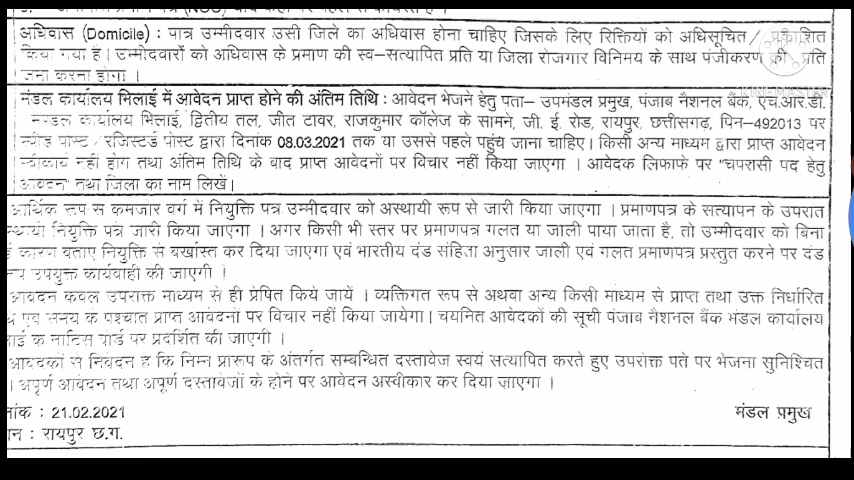 अधिवास (Domicile) : पात्र उम्मीदवार उसी जिले का अधिवास होना चाहिए जिसके लिए रिक्तियों को अधिसूचित / प्रकाशित
किया गया है। उम्मीदवारों को अधिवास के प्रमाण की स्व–सत्यापित प्रति या जिला रोजगार विनिमय के साथ पंजीकरण की प्रति
जमा करना होगा ।
KINEMASTER
मंडल कार्यालय भिलाई में आवेदन प्राप्त होने की अंतिम तिथि : आवेदन भेजने हेतु पता– उपमंडल प्रमुख, पंजाब नैशनल बैंक, एच.आर.डी.
मण्डल कार्यालय भिलाई, द्वितीय तल, जीत टावर, राजकुमार कॉलेज के सामने, जी. ई. रोड, रायपुर, छत्तीसगढ़, पिन–492013 पर
स्पीड पोस्ट / रजिस्टर्ड पोस्ट द्वारा दिनांक 08.03.2021 तक या उससे पहले पहुंच जाना चाहिए। किसी अन्य माध्यम द्वारा प्राप्त आवेदन
स्वीकार्य नहीं होग तथा अंतिम तिथि के बाद प्राप्त आवेदनों पर विचार नहीं किया जाएगा । आवेदक लिफाफे पर "चपरासी पद हेतु
आवेदन" तथा जिला का नाम लिखें।
आर्थिक रूप से कमजोर वर्ग में नियुक्ति पत्र उम्मीदवार को अस्थायी रूप से जारी किया जाएगा । प्रमाणपत्र के सत्यापन के उपरात
स्थायी नियुक्ति पत्र जारी किया जाएगा । अगर किसी भी स्तर पर प्रमाणपत्र गलत या जाली पाया जाता है, तो उम्मीदवार को बिना
कारण बताए नियुक्ति से बर्खास्त कर दिया जाएगा एवं भारतीय दंड संहिता अनुसार जाली एवं गलत प्रमाणपत्र प्रस्तुत करने पर दंड
उपयुक्त कार्यवाही की जाएगी ।
आवेदन केवल उपरोक्त माध्यम से ही प्रेषित किये जायें । व्यक्तिगत रूप से अथवा अन्य किसी माध्यम से प्राप्त तथा उक्त निर्धारित
एवं समय के पश्चात प्राप्त आवेदनों पर विचार नहीं किया जायेगा। चयनित आवेदकों की सूची पंजाब नैशनल बैंक मंडल कार्यालय
के नोटिस बोर्ड पर प्रदर्शित की जाएगी ।
आवेदकों से निवेदन है कि निम्न प्रारूप के अंतर्गत सम्बन्धित दस्तावेज स्वयं सत्यापित करते हुए उपरोक्त पते पर भेजना सुनिश्चित
। अपूर्ण आवेदन तथा अपूर्ण दस्तावेजों के होने पर आवेदन अस्वीकार कर दिया जाएगा ।
नांक : 21.02.2021
मंडल प्रमुख
: रायपुर छ.ग.